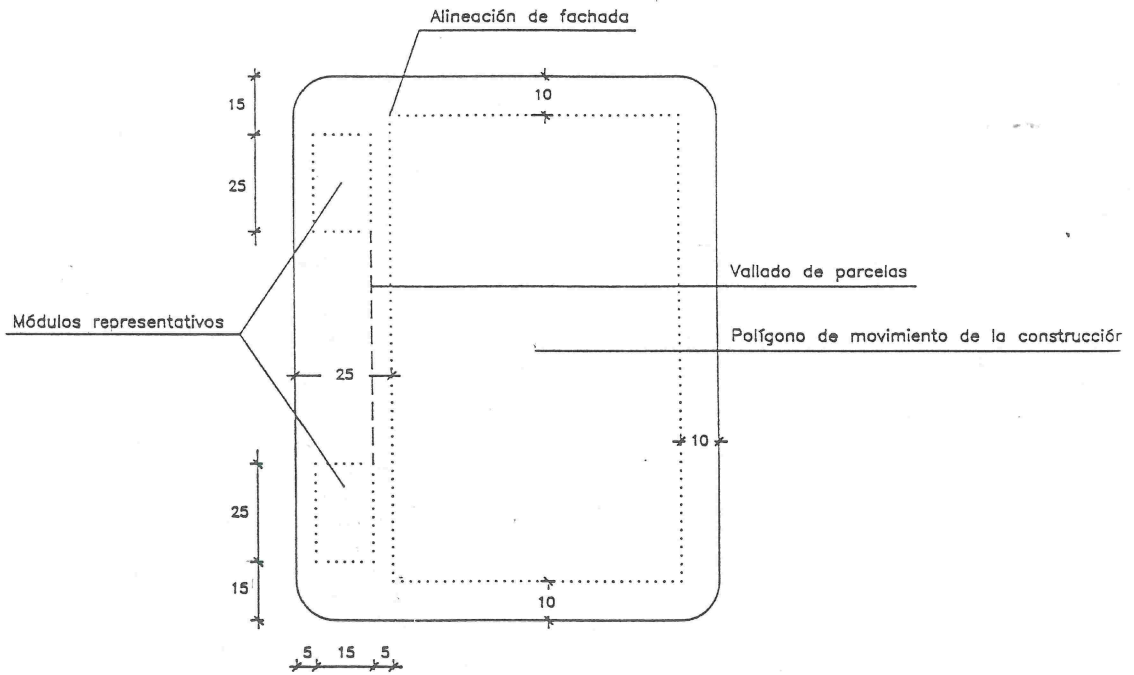 Alineación de fachada
10
15
25
Vallado de parcelas
Módulos representativos
Polígono de movimiento de la construcción
25
10
25
15
10
5 15 5